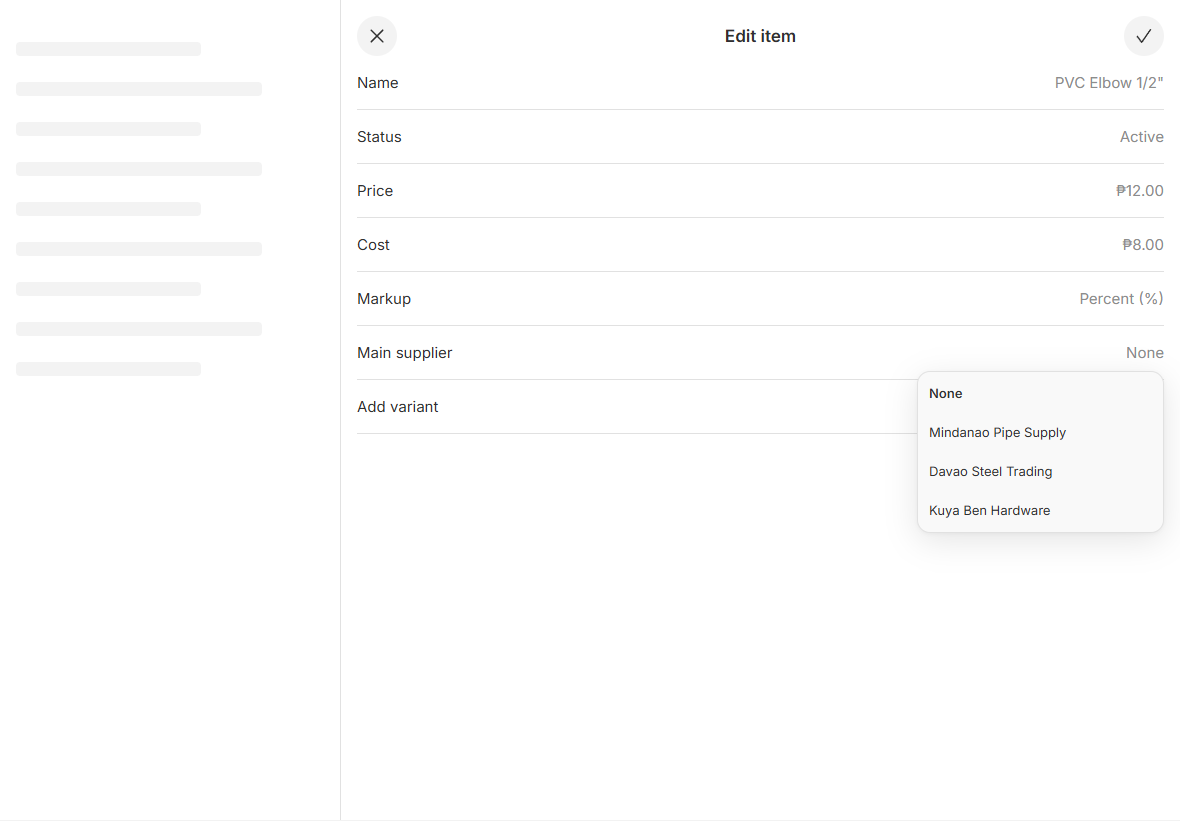 Edit item
Name PVC Elbow 1/2"
Status Active
Price ₱12.00
Cost ₱8.00
Markup Percent (%)
Main supplier None
None
Add variant
Mindanao Pipe Supply
Davao Steel Trading
Kuya Ben Hardware